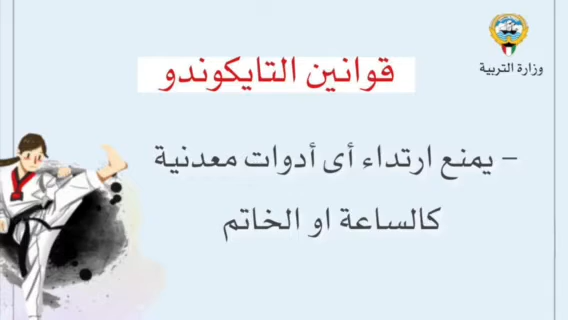 وزارة التربية
قوانين التايكوندو
- يمنع ارتداء أى أدوات معدنية
كالساعة او الخاتم